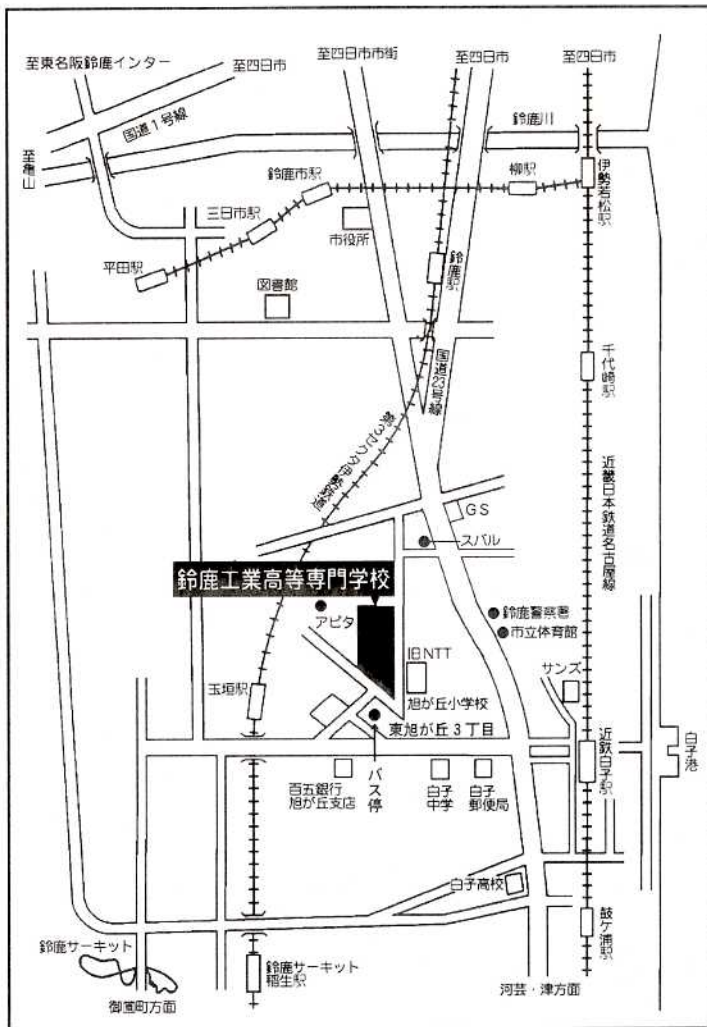 至東名阪鈴鹿インター
至四日市
至四日市市街
至四日市
至四日市
国道1号線
鈴鹿川
至亀山
鈴鹿市駅
柳駅
伊勢若松駅
三日市駅
市役所
平田駅
鈴鹿駅
図書館
国道23号線
千代崎駅
第3セクタ伊勢鉄道
近畿日本鉄道名古屋線
GS
スバル
鈴鹿工業高等専門学校
アピタ
鈴鹿警察署
市立体育館
旧NTT
サンズ
玉垣駅
旭が丘小学校
東旭が丘3丁目
近鉄白子駅
白子港
百五銀行
旭が丘支店
バス停
白子
中学
白子
郵便局
白子高校
鼓ヶ浦駅
鈴鹿サーキット
鈴鹿サーキット
稲生駅
御薗町方面
河芸・津方面